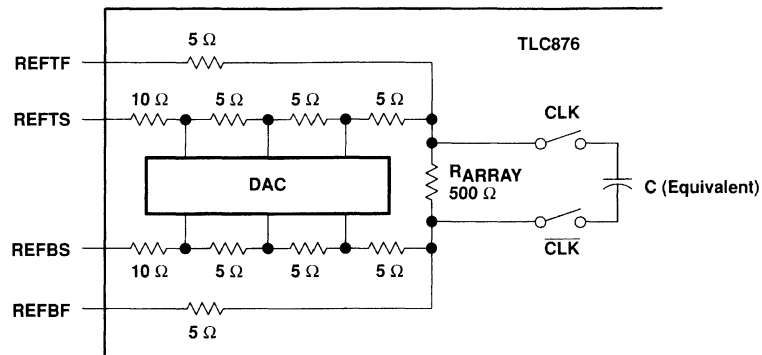 5 Ω
TLC876
REFTF
10 Ω 5 Ω 5 Ω 5 Ω
CLK
REFTS
RARRAY
500 Ω
DAC
C (Equivalent)
REFBS
CLK
10 Ω 5 Ω 5 Ω 5 Ω
REFBF
5 Ω